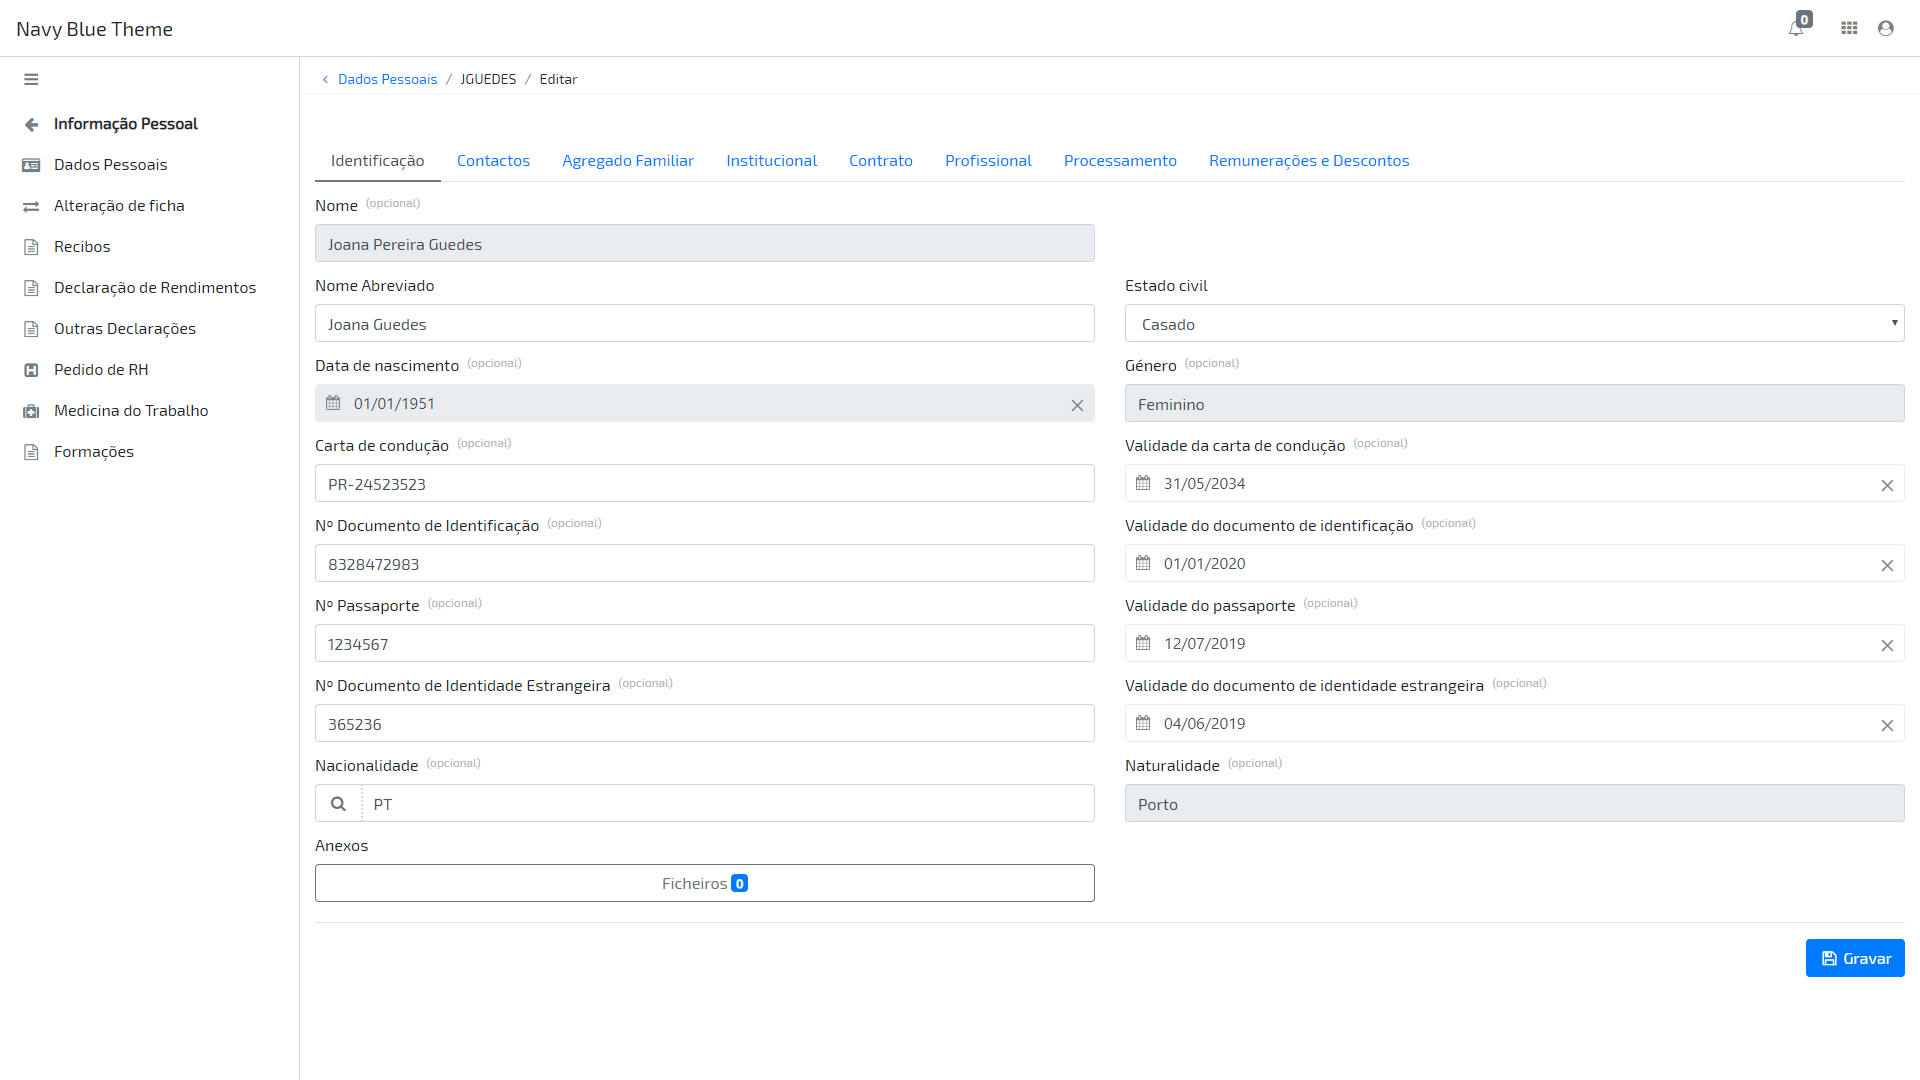 Navy Blue Theme
0
Dados Pessoais / JGUEDES / Editar
Informação Pessoal
Dados Pessoais
Alteração de ficha
Recibos
Declaração de Rendimentos
Outras Declarações
Pedido de RH
Medicina do Trabalho
Formações
Identificação Contactos Agregado Familiar Institucional Contrato Profissional Processamento Remunerações e Descontos
Nome (opcional)
Joana Pereira Guedes
Nome Abreviado
Joana Guedes
Estado civil
Casado
Data de nascimento (opcional)
01/01/1951
Género (opcional)
Feminino
Carta de condução (opcional)
PR-24523523
Validade da carta de condução (opcional)
31/05/2034
Nº Documento de Identificação (opcional)
8328472983
Validade do documento de identificação (opcional)
01/01/2020
Nº Passaporte (opcional)
1234567
Validade do passaporte (opcional)
12/07/2019
Nº Documento de Identidade Estrangeira (opcional)
365236
Validade do documento de identidade estrangeira (opcional)
04/06/2019
Nacionalidade (opcional)
PT
Naturalidade (opcional)
Porto
Anexos
Ficheiros 0
Gravar